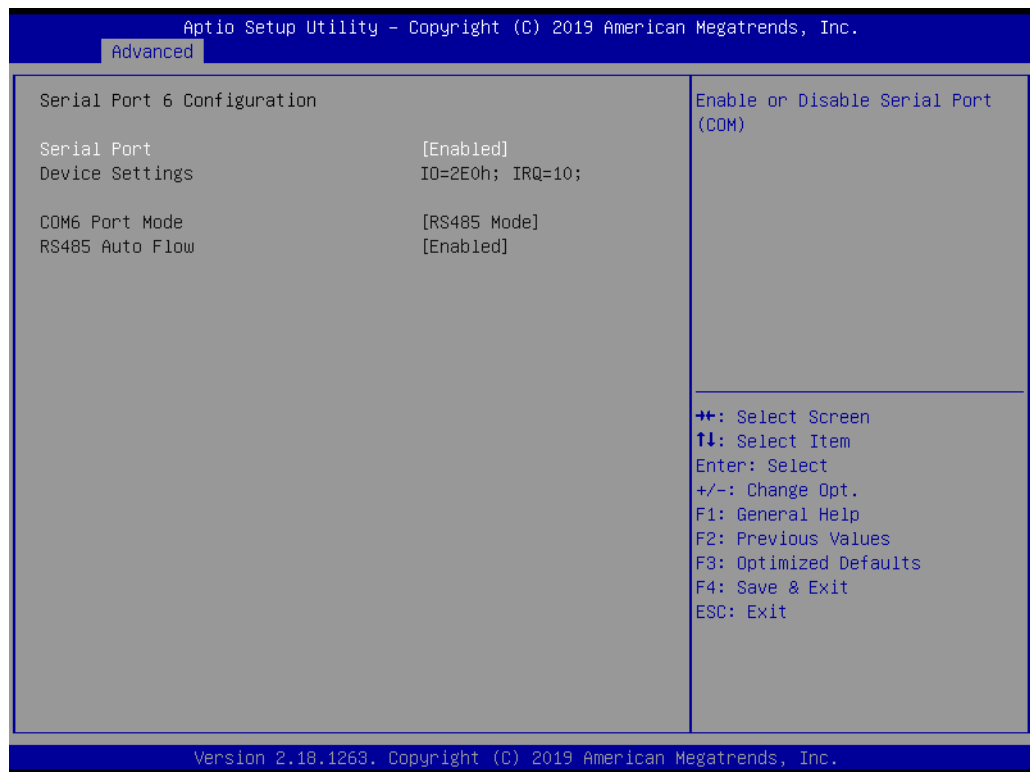 Aptio Setup Utility – Copyright (C) 2019 American Megatrends, Inc.
Advanced
Serial Port 6 Configuration
Serial Port [Enabled]
Device Settings IO=2E0h; IRQ=10;
COM6 Port Mode [RS485 Mode]
RS485 Auto Flow [Enabled]
Enable or Disable Serial Port
(COM)
→←: Select Screen
↑↓: Select Item
Enter: Select
+/-: Change Opt.
F1: General Help
F2: Previous Values
F3: Optimized Defaults
F4: Save & Exit
ESC: Exit
Version 2.18.1263. Copyright (C) 2019 American Megatrends, Inc.